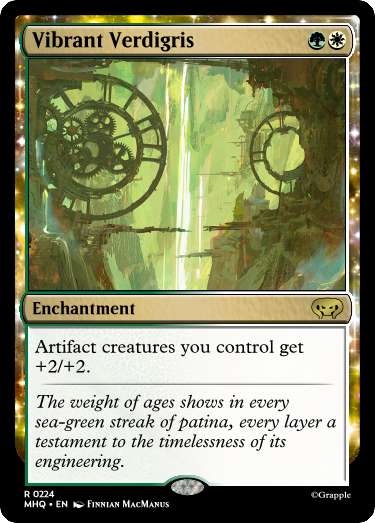 Vibrant Verdigris
Enchantment
Artifact creatures you control get
+2/+2.
The weight of ages shows in every
sea-green streak of patina, every layer a
testament to the timelessness of its
engineering.
R 0224
MHQ • EN Finnian MacManus
©Grapple